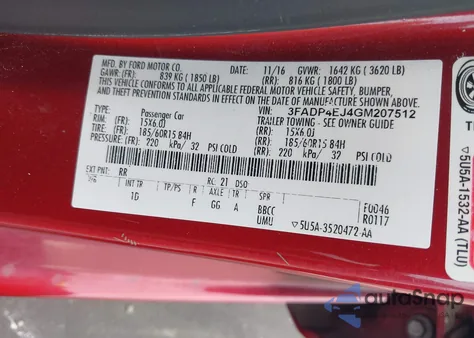 MFD. BY FORD MOTOR CO.
DATE: 11/16 GVWR: 1642 KG ( 3620 LB)
GAWR: (FR): 839 KG ( 1850 LB) (RR): 816 KG ( 1800 LB)
THIS VEHICLE CONFORMS TO ALL APPLICABLE FEDERAL MOTOR VEHICLE SAFETY, BUMPER,
AND THEFT PREVENTION STANDARDS IN EFFECT ON THE DATE OF MANUFACTURE SHOWN ABOVE.
VIN: 3FADP4EJ4GM207512
TYPE: Passenger Car TRAILER TOWING - SEE OWNER GUIDE
RIMS: (FR): 15X6.0J (RR): 15X6.0J
TIRES: (FR): 185/60R15 84H (RR): 185/60R15 84H
PRESSURE: (FR): 220 kPa/ 32 PSI COLD (RR): 220 kPa/ 32 PSI COLD
EXT PNT: RR RC: 21 DSO:
INT TR TP/PS R AXLE TR SPR
1G F GG A BBCC F0046
UMU R0117
▽5U5A-3520472-AA
▽5U5A-1532-AA (TLU)
autoSnap